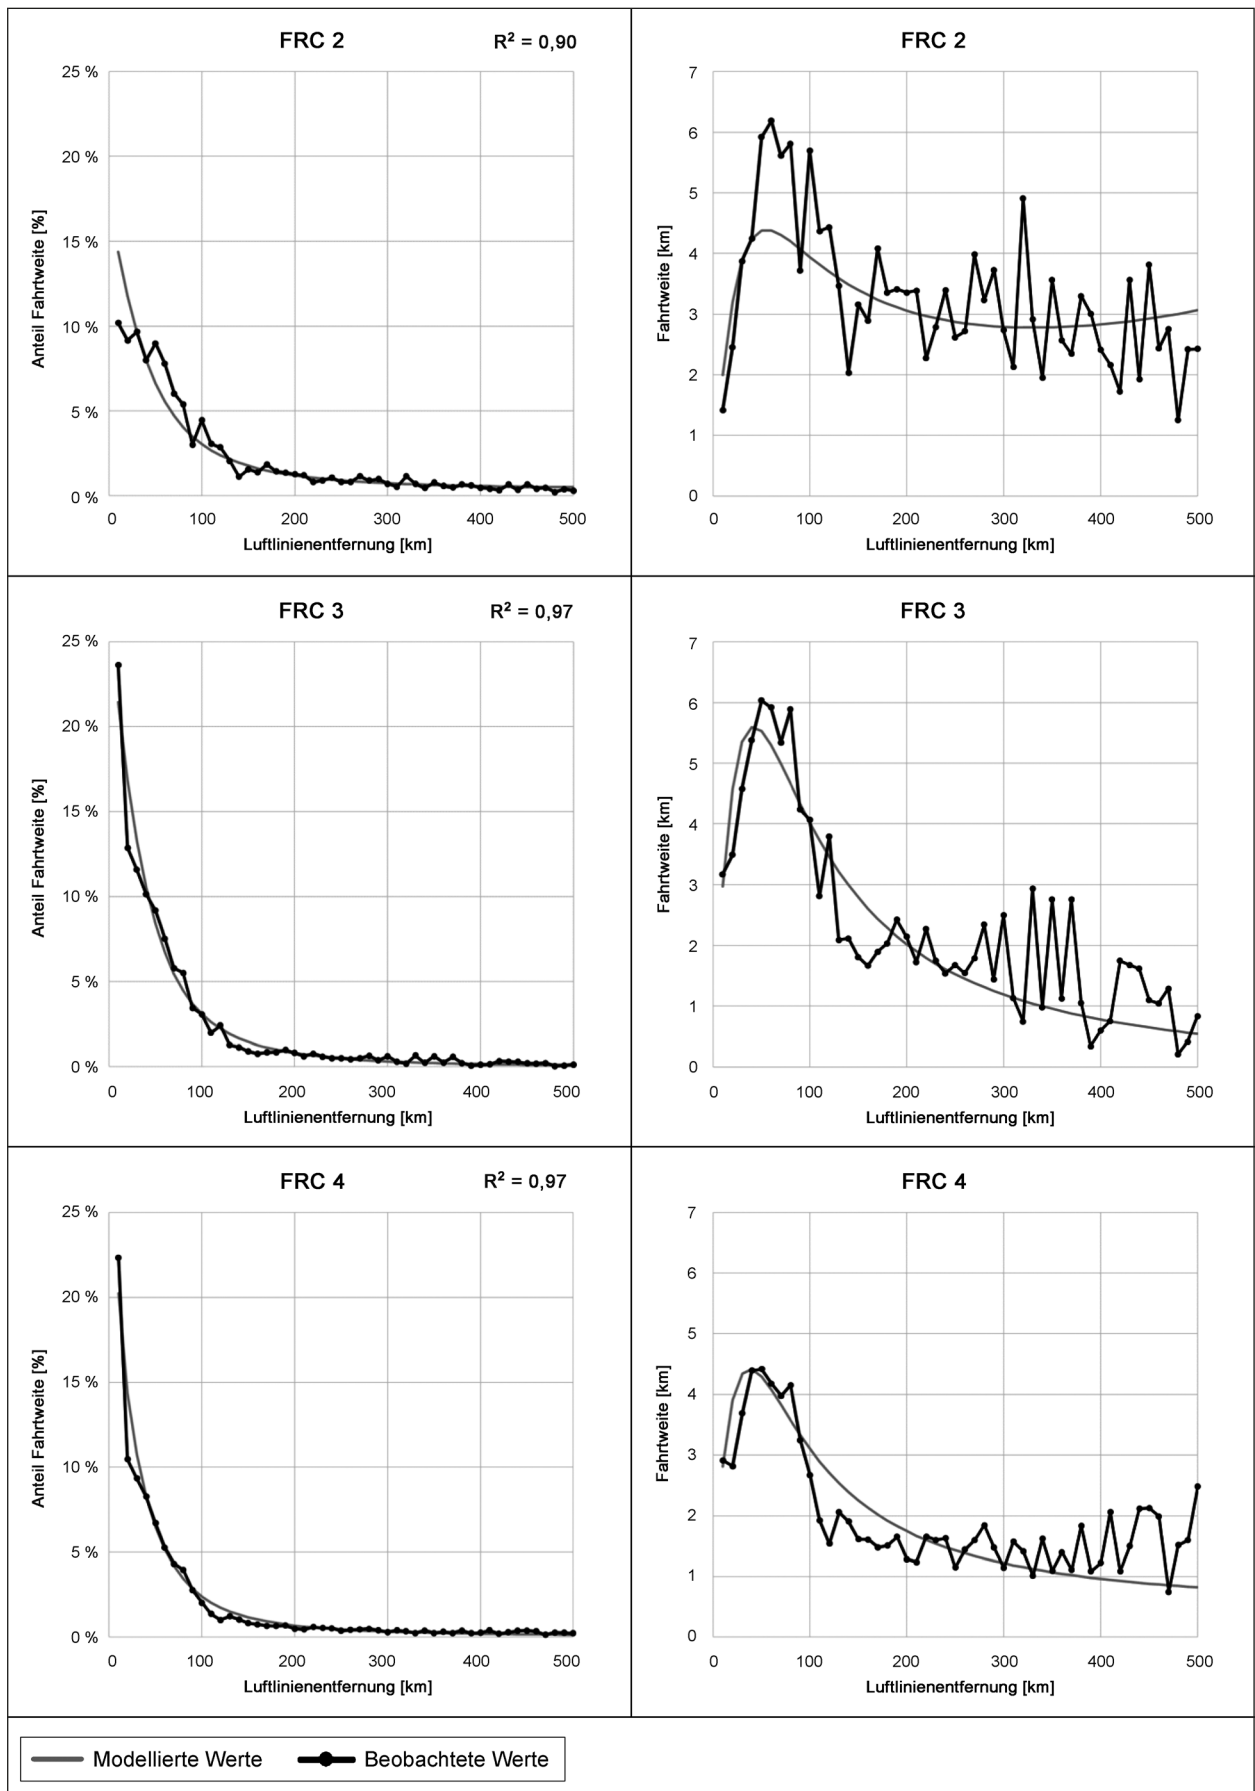 FRC 2 R² = 0,90
25 %
20 %
15 %
10 %
5 %
0 %
Anteil Fahrtweite [%]
0 100 200 300 400 500
Luftlinienentfernung [km]
FRC 2
7
6
5
4
3
2
1
0
Fahrtweite [km]
0 100 200 300 400 500
Luftlinienentfernung [km]
FRC 3 R² = 0,97
25 %
20 %
15 %
10 %
5 %
0 %
Anteil Fahrtweite [%]
0 100 200 300 400 500
Luftlinienentfernung [km]
FRC 3
7
6
5
4
3
2
1
0
Fahrtweite [km]
0 100 200 300 400 500
Luftlinienentfernung [km]
FRC 4 R² = 0,97
25 %
20 %
15 %
10 %
5 %
0 %
Anteil Fahrtweite [%]
0 100 200 300 400 500
Luftlinienentfernung [km]
FRC 4
7
6
5
4
3
2
1
0
Fahrtweite [km]
0 100 200 300 400 500
Luftlinienentfernung [km]
Modellierte Werte Beobachtete Werte